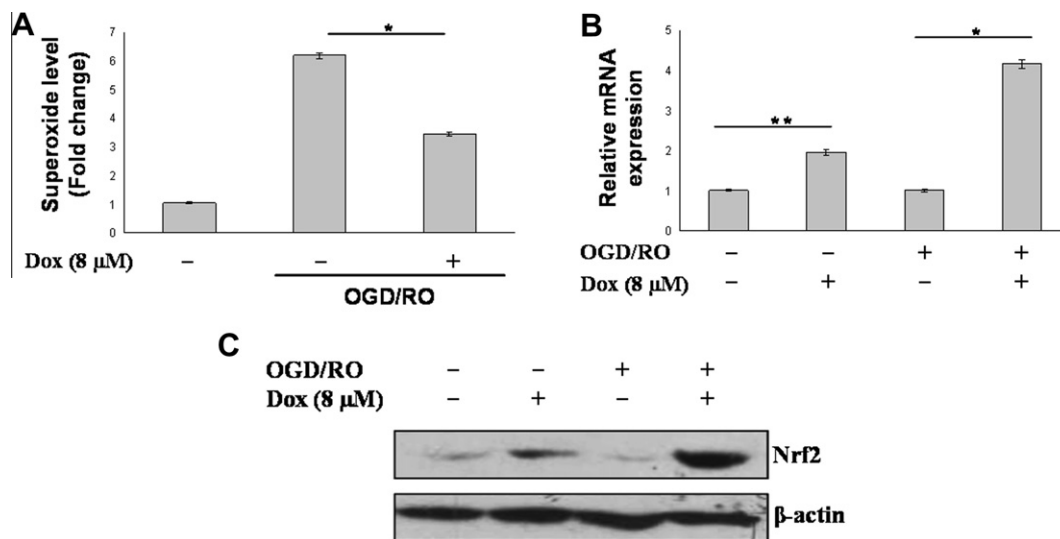 A
Superoxide level
(Fold change)
7
6
5
4
3
2
1
0
*
Dox (8 μM) – – +
OGD/RO
B
Relative mRNA
expression
5
4
3
2
1
0
**
*
OGD/RO – – + +
Dox (8 μM) – + – +
C
OGD/RO – – + +
Dox (8 μM) – + – +
Nrf2
β-actin